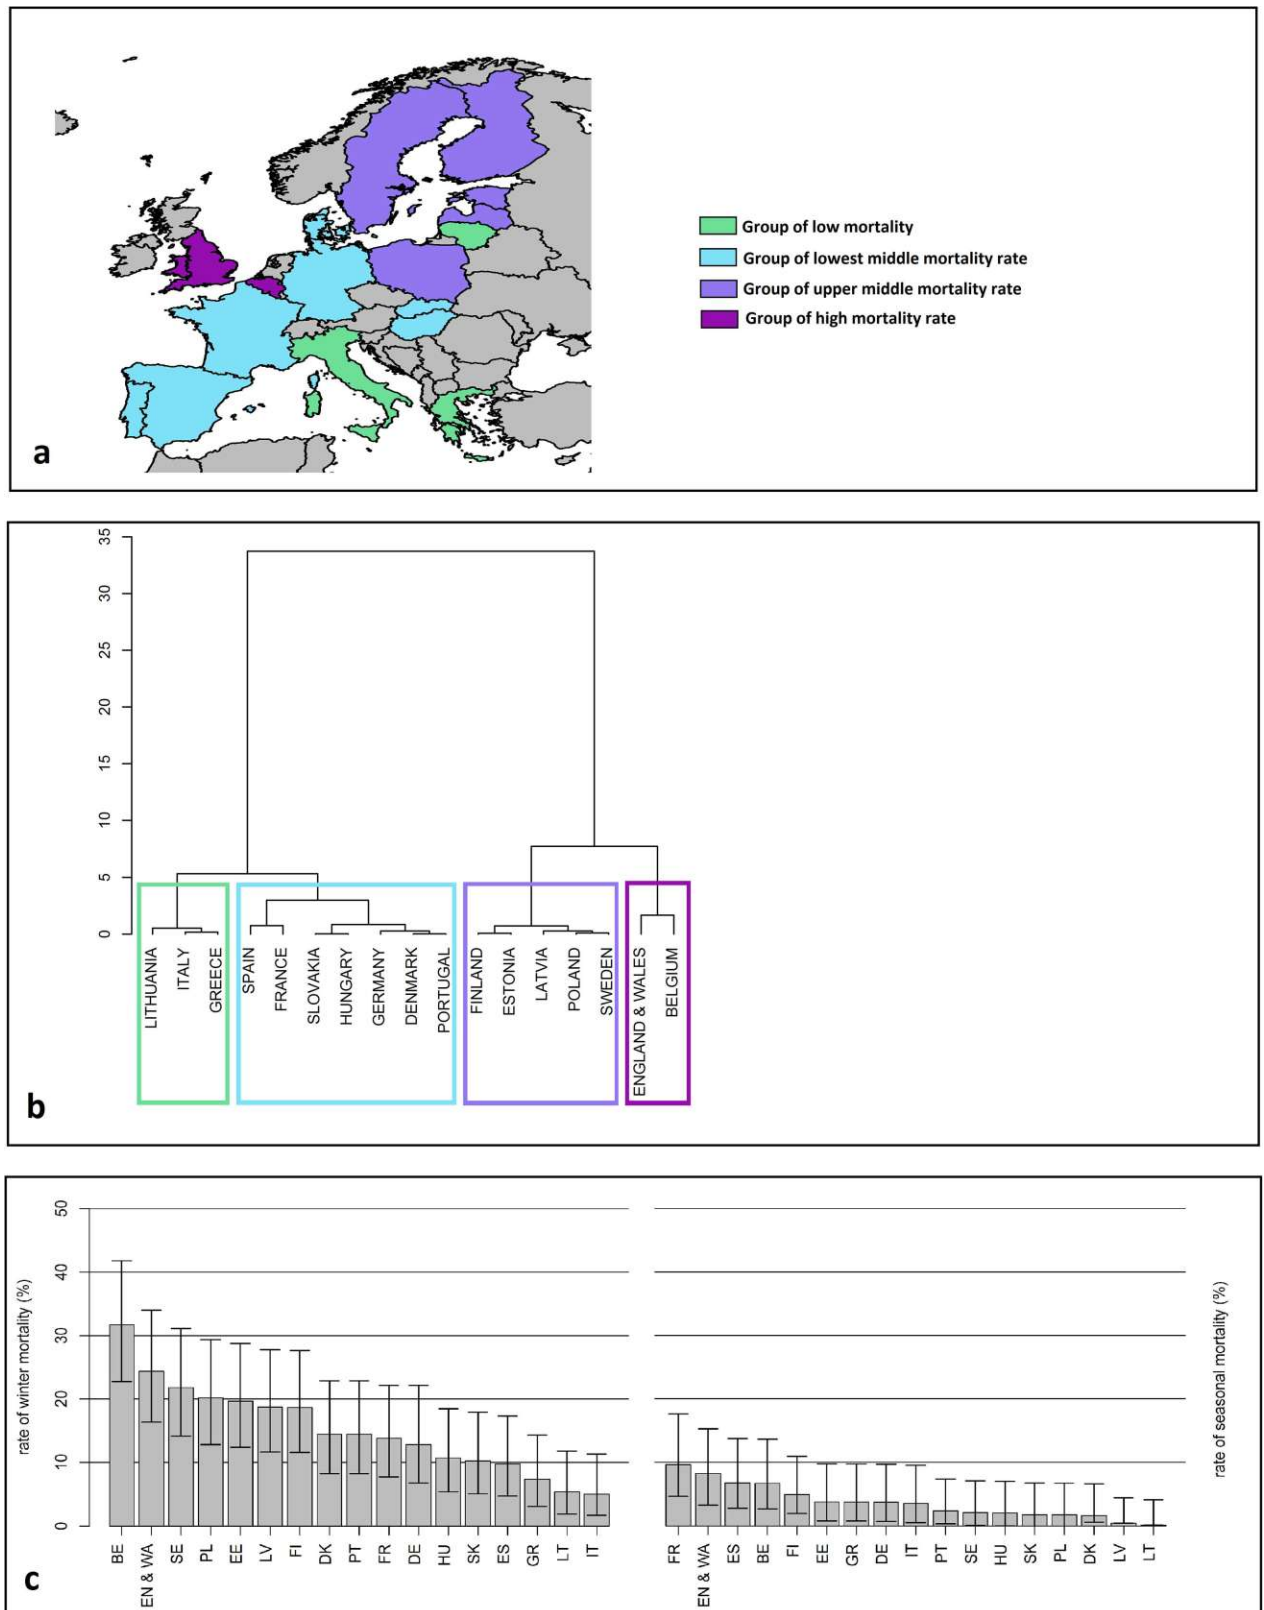 Group of low mortality
Group of lowest middle mortality rate
Group of upper middle mortality rate
Group of high mortality rate
a
35
30
25
20
15
10
5
0
LITHUANIA
ITALY
GREECE
SPAIN
FRANCE
SLOVAKIA
HUNGARY
GERMANY
DENMARK
PORTUGAL
FINLAND
ESTONIA
LATVIA
POLAND
SWEDEN
ENGLAND & WALES
BELGIUM
b
rate of winter mortality (%)
50
40
30
20
10
0
BE
EN & WA
SE
PL
EE
LV
FI
DK
PT
FR
DE
HU
SK
ES
GR
LT
IT
FR
EN & WA
ES
BE
FI
EE
GR
DE
IT
PT
SE
HU
SK
PL
DK
LV
LT
rate of seasonal mortality (%)
c